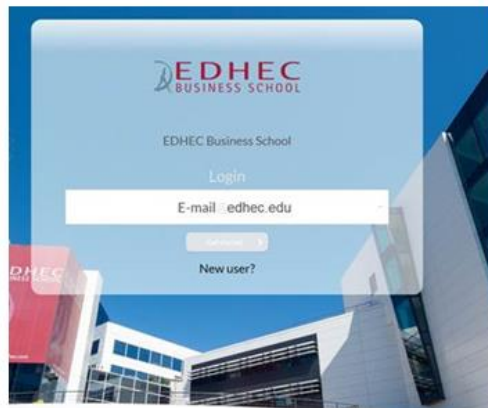 EDHEC
BUSINESS SCHOOL
EDHEC Business School
Login
E-mail @edhec.edu
New user?
DHEC